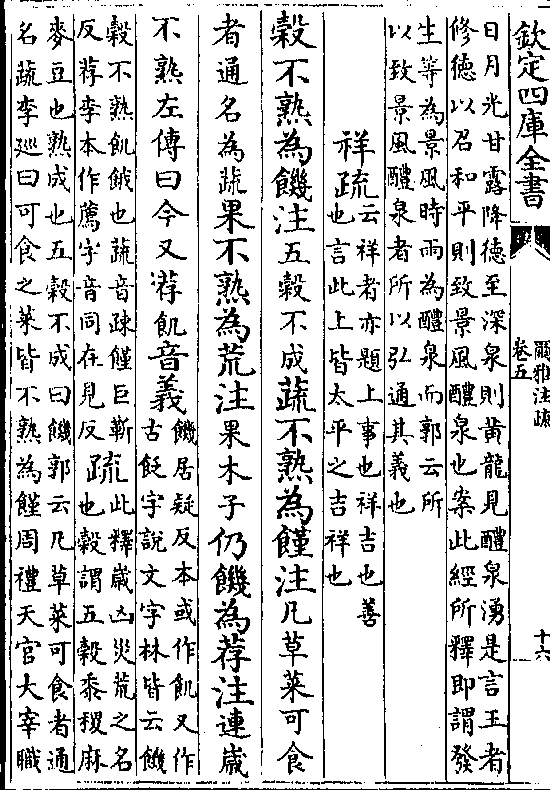 欽定四庫全書
爾雅注疏
卷五
十六
日月光甘露降德至深泉則黃龍見醴泉湧是言王者
修德以召和平則致景風醴泉也案此經所釋即謂發
生等為景風時雨為醴泉而郭云所
以致景風醴泉者所以弘通其義也
祥疏
云祥者亦題上事也祥吉也善
也言此上皆太平之吉祥也
穀不熟為饑注五穀不成蔬不熟為饉注凡草菜可食
者通名為蔬果不熟為荒注果木子仍饑為荐注連歲
不熟左傳曰今又荐飢音義
饑居疑反本或作飢又作
古飥字說文字林皆云饑
穀不熟飢餓也蔬音疎饉巨靳
反荐李本作薦字音同在見反
疏
此釋歲凶災荒之名
也穀謂五穀黍稷麻
麥豆也熟成也五穀不成曰饑郭云凡草菜可食者通
名蔬李廵曰可食之菜皆不熟為饉周禮天官大宰職